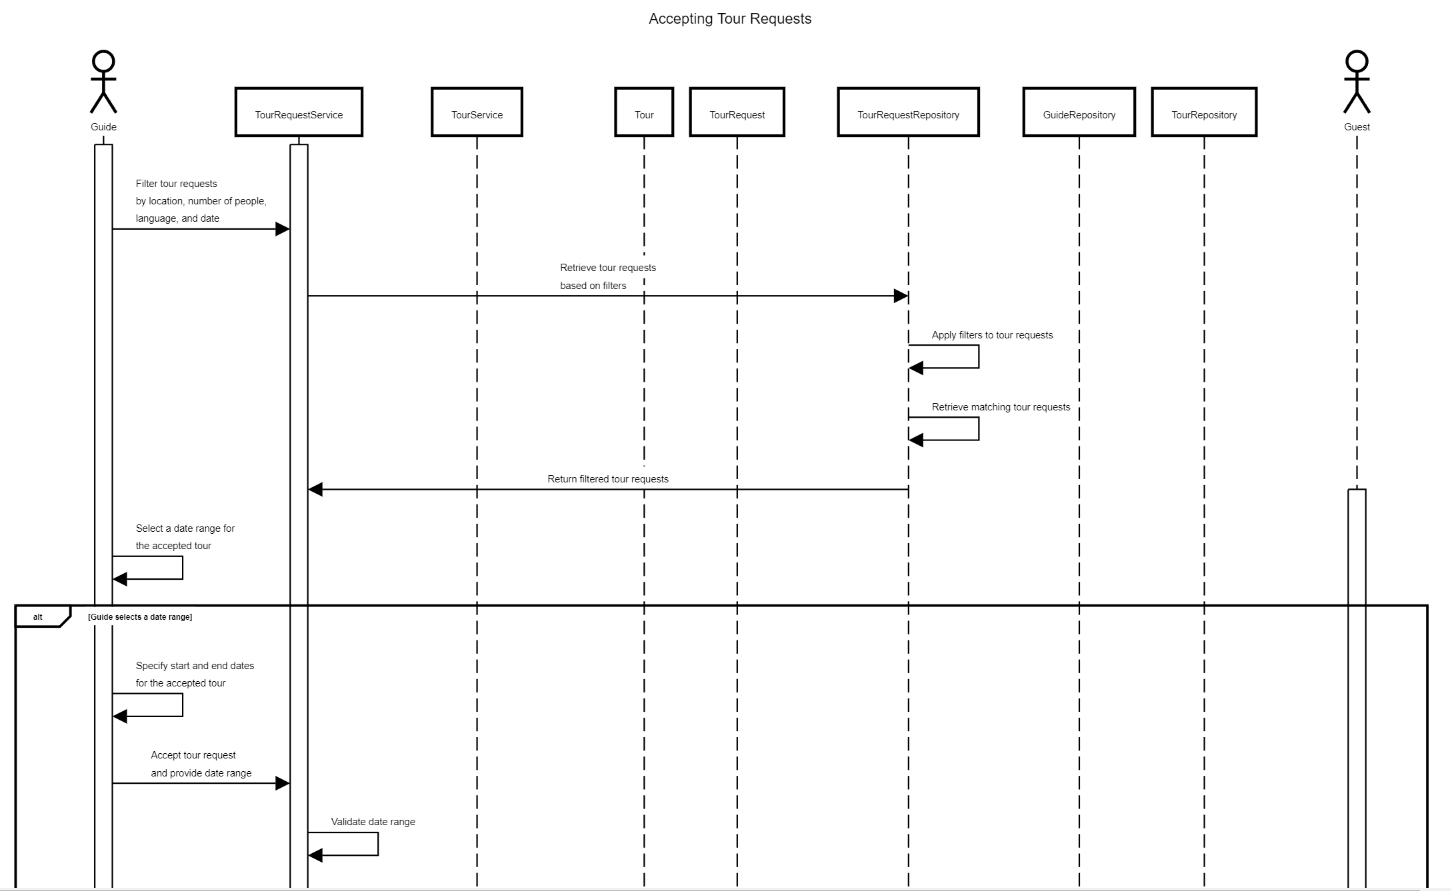 Accepting Tour Requests
Guide
TourRequestService
TourService
Tour
TourRequest
TourRequestRepository
GuideRepository
TourRepository
Guest
Filter tour requests
by location, number of people,
language, and date
Retrieve tour requests
based on filters
Apply filters to tour requests
Retrieve matching tour requests
Return filtered tour requests
Select a date range for
the accepted tour
alt
[Guide selects a date range]
Specify start and end dates
for the accepted tour
Accept tour request
and provide date range
Validate date range